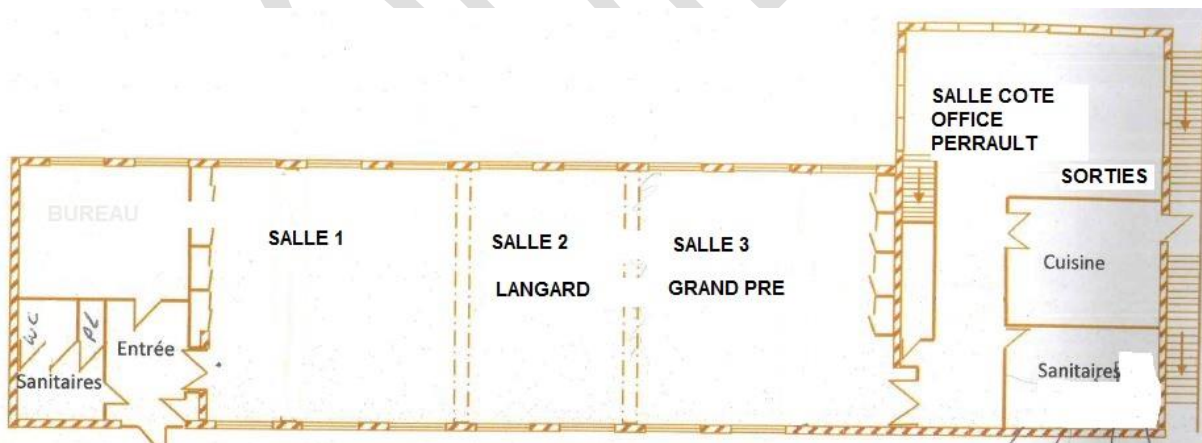 SALLE COTE
OFFICE
PERRAULT
SORTIES
BUREAU
SALLE 1
SALLE 2
LANGARD
SALLE 3
GRAND PRE
Cuisine
WC
PL
Entrée
Sanitaires
Sanitaires